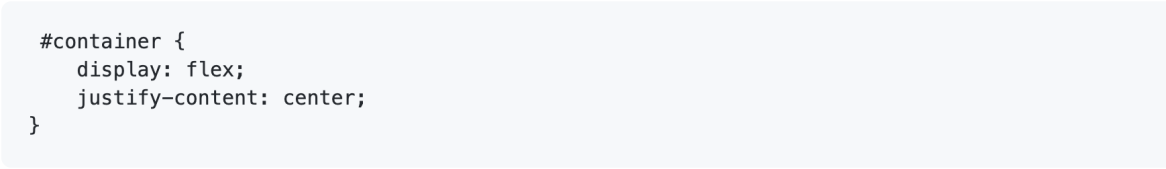 #container {
display: flex;
justify-content: center;
}